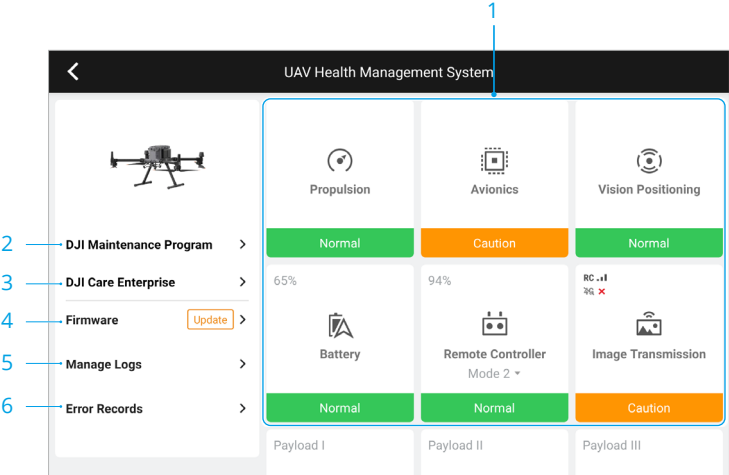 1
UAV Health Management System
Propulsion
Avionics
Vision Positioning
Normal
Caution
Normal
2 DJI Maintenance Program
3 DJI Care Enterprise
4 Firmware Update
5 Manage Logs
6 Error Records
65%
94%
RC
4G
Battery
Remote Controller
Mode 2
Image Transmission
Normal
Normal
Caution
Payload I
Payload II
Payload III